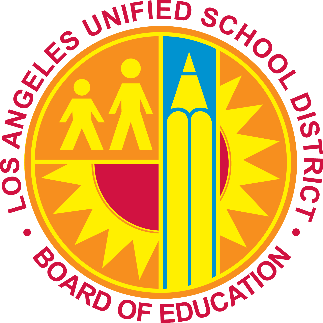 LOS ANGELES UNIFIED SCHOOL DISTRICT
• BOARD OF EDUCATION •